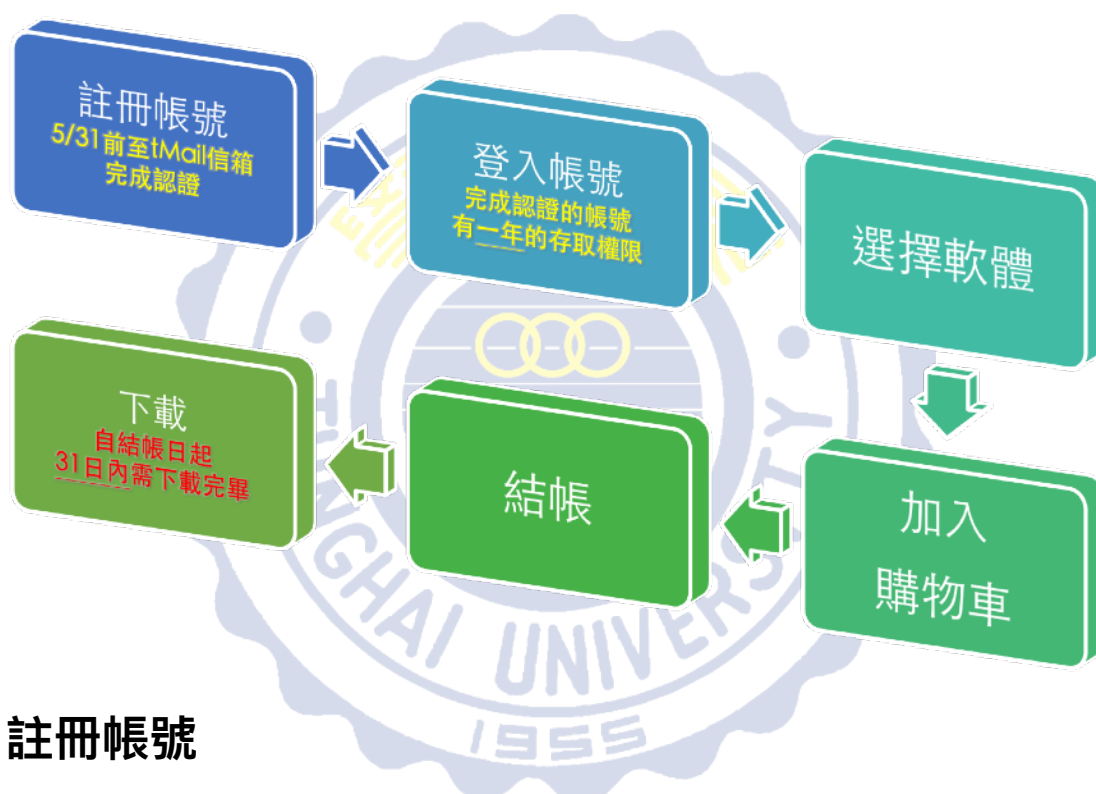 註冊帳號
5/31前至tMail信箱
完成認證
登入帳號
完成認證的帳號
有一年的存取權限
選擇軟體
加入
購物車
結帳
下載
自結帳日起
31日內需下載完畢
TUNGHAI UNIVERSITY
1955
註冊帳號